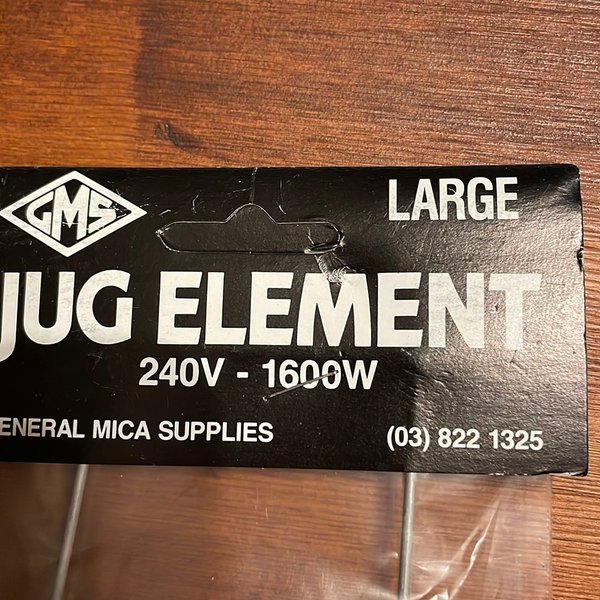 GMS
LARGE
JUG ELEMENT
240V - 1600W
ENERAL MICA SUPPLIES
(03) 822 1325